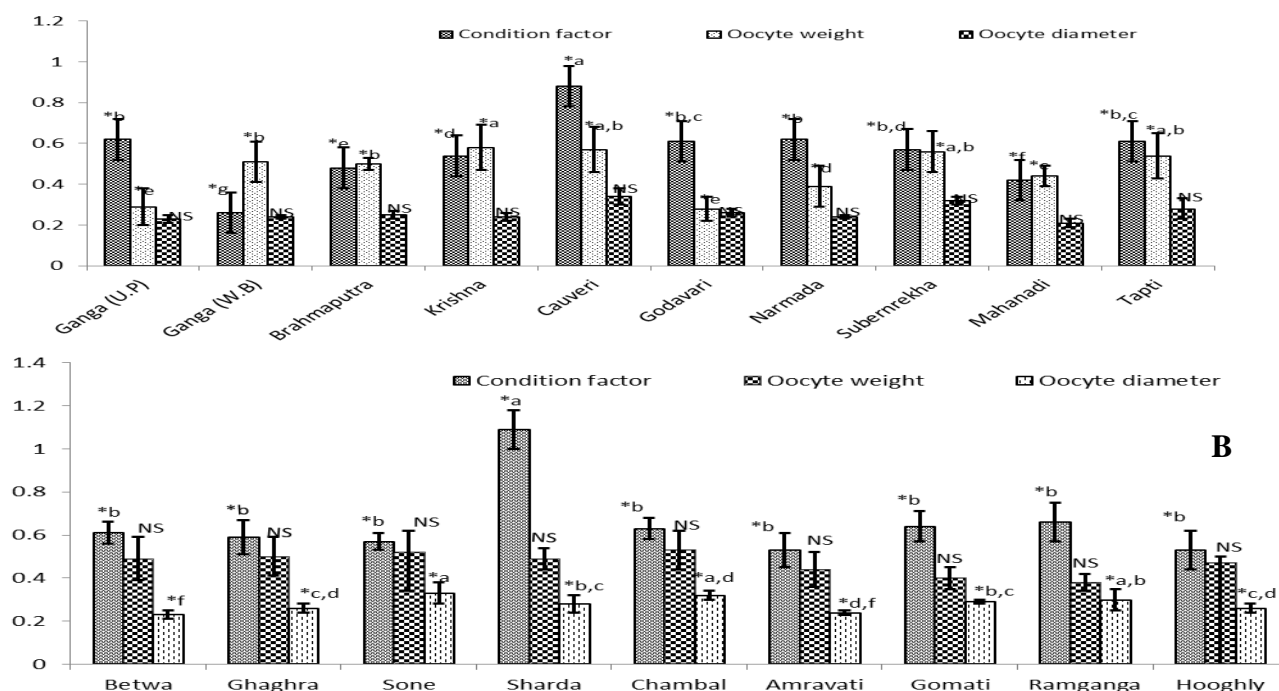 1.2
Condition factor Oocyte weight Oocyte diameter
1
*a
0.8
*b *b *e *b *d *a *a,b *b,c *b *b,d *a,b *f *b,c *a,b
0.6
*g *e NS NS NS NS NS *e NS *d NS NS *e NS NS
0.4
0.2
0
Ganga (U.P) Ganga (W.B) Brahmaputra Krishna Cauveri Godavari Narmada Subernrekha Mahanadi Tapti
1.4
Condition factor Oocyte weight Oocyte diameter
1.2
*a
1
B
0.8
*b NS *b NS *b NS NS *b NS *b NS *b NS *b NS *b NS
0.6
0.4
*f *c,d *a *b,c *a,d *d,f *b,c *a,b *c,d
0.2
0
Betwa Ghaghra Sone Sharda Chambal Amravati Gomati Ramganga Hooghly